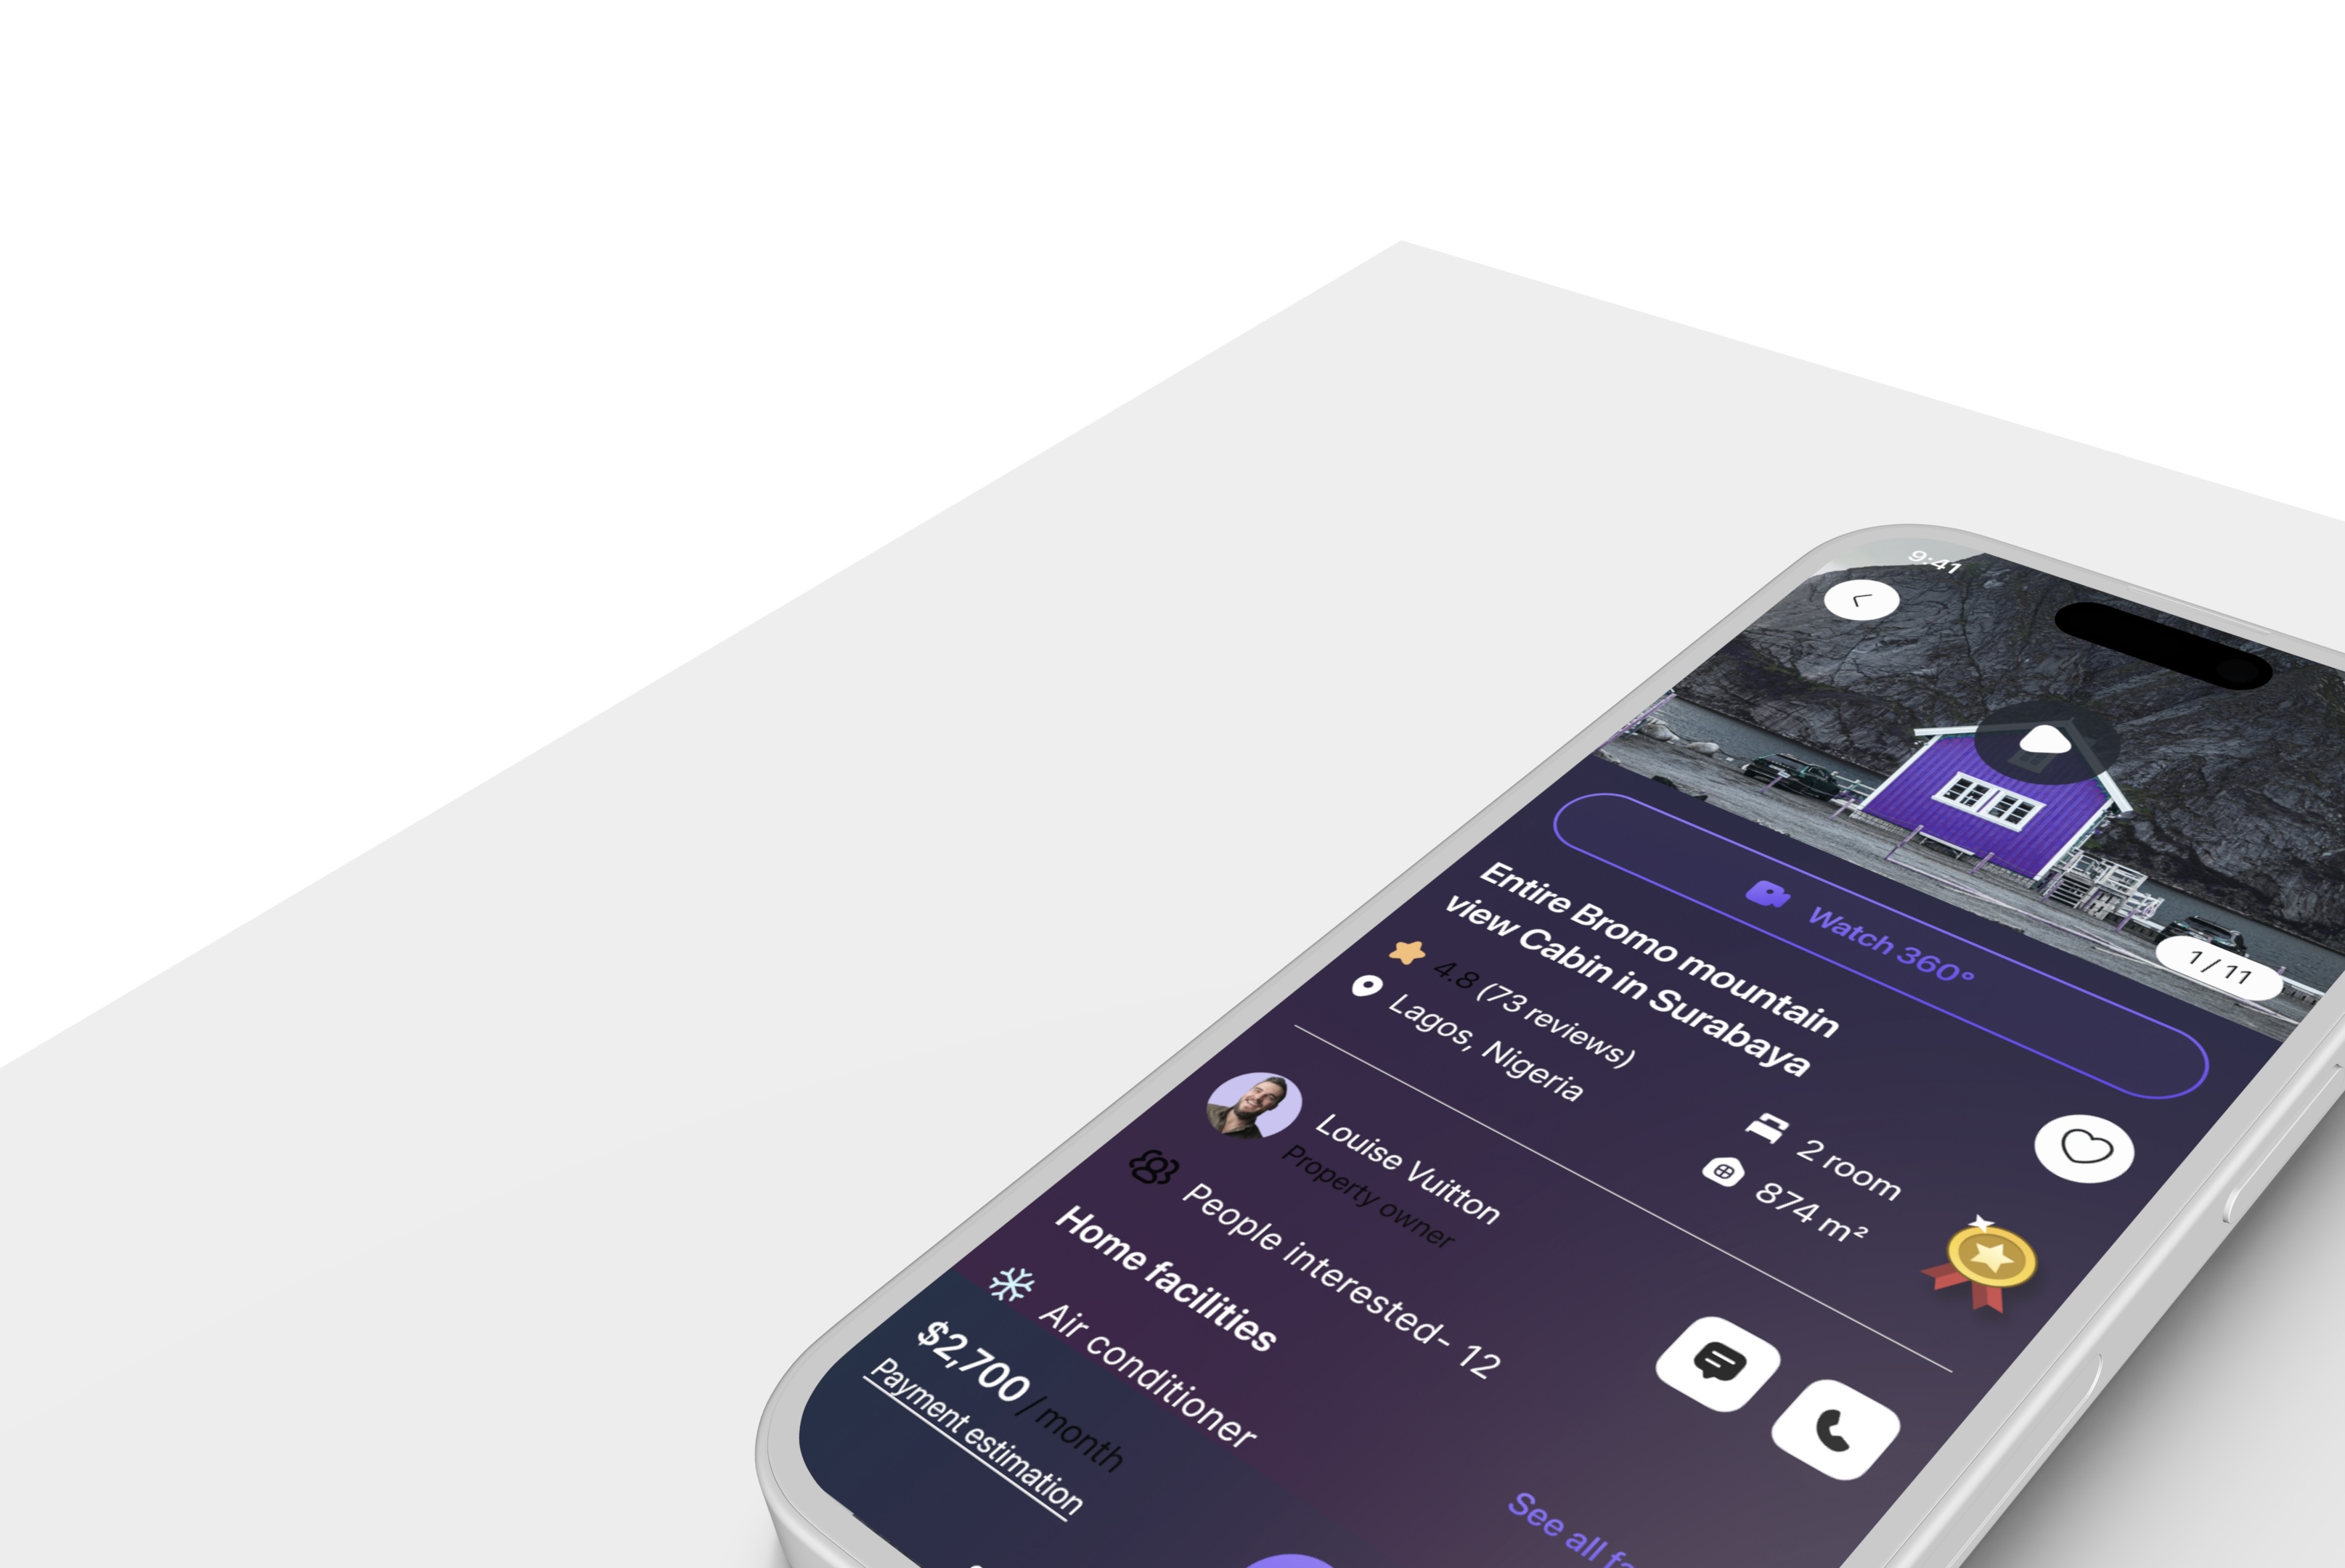 9:41
1 / 11
Watch 360°
Entire Bromo mountain
view Cabin in Surabaya
4.8 (73 reviews)
Lagos, Nigeria
2 room
874 m²
Louise Vuitton
Property owner
People interested- 12
Home facilities
See all
Air conditioner
$2,700 / month
Payment estimation